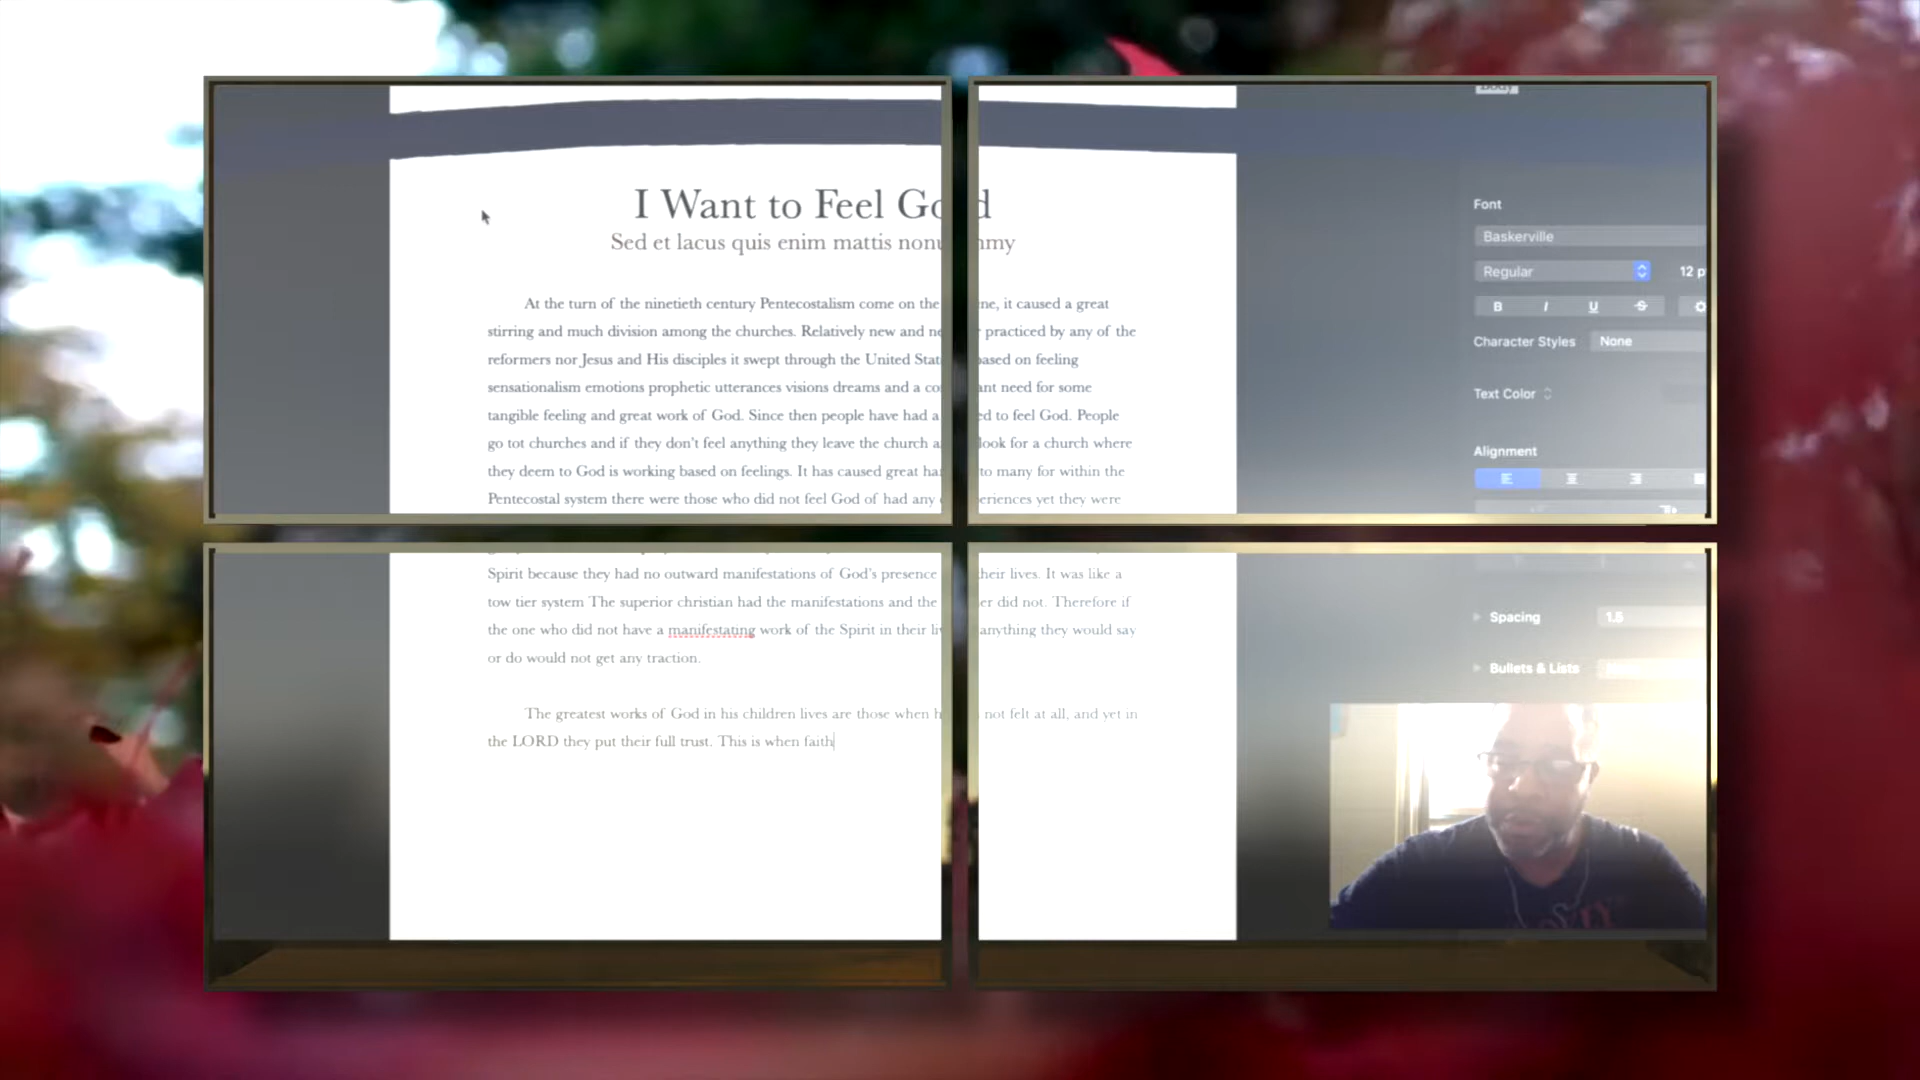 I Want to Feel God
Sed et lacus quis enim mattis nonummy
At the turn of the ninetieth century Pentecostalism come on the ne, it caused a great
stirring and much division among the churches. Relatively new and ne practiced by any of the
reformers nor Jesus and His disciples it swept through the United Stat based on feeling
sensationalism emotions prophetic utterances visions dreams and a co ant need for some
tangible feeling and great work of God. Since then people have had a ed to feel God. People
go tot churches and if they don't feel anything they leave the church a look for a church where
they deem to God is working based on feelings. It has caused great ha to many for within the
Pentecostal system there were those who did not feel God of had any eriences yet they were
Spirit because they had no outward manifestations of God's presence their lives. It was like a
tow tier system The superior christian had the manifestations and the er did not. Therefore if
the one who did not have a manifestating work of the Spirit in their li anything they would say
or do would not get any traction.
The greatest works of God in his children lives are those when h not felt at all, and yet in
the LORD they put their full trust. This is when faith
Body
Font
Baskerville
Regular 12 p
B I U S
Character Styles None
Text Color
Alignment
Spacing 1.5
Bullets & Lists